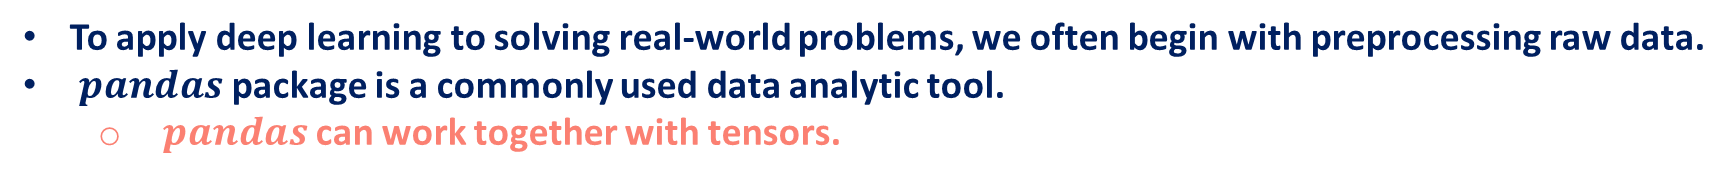 • To apply deep learning to solving real-world problems, we often begin with preprocessing raw data.
• pandas package is a commonly used data analytic tool.
○ pandas can work together with tensors.